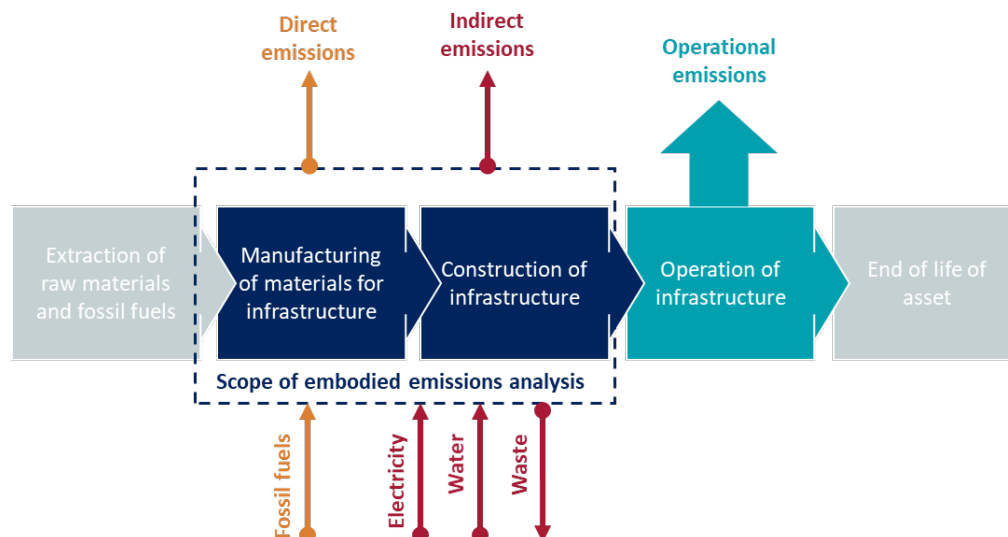 Direct
emissions
Indirect
emissions
Operational
emissions
Extraction of
raw materials
and fossil fuels
Manufacturing
of materials for
infrastructure
Construction of
infrastructure
Operation of
infrastructure
End of life of
asset
Scope of embodied emissions analysis
Fossil fuels
Electricity
Water
Waste